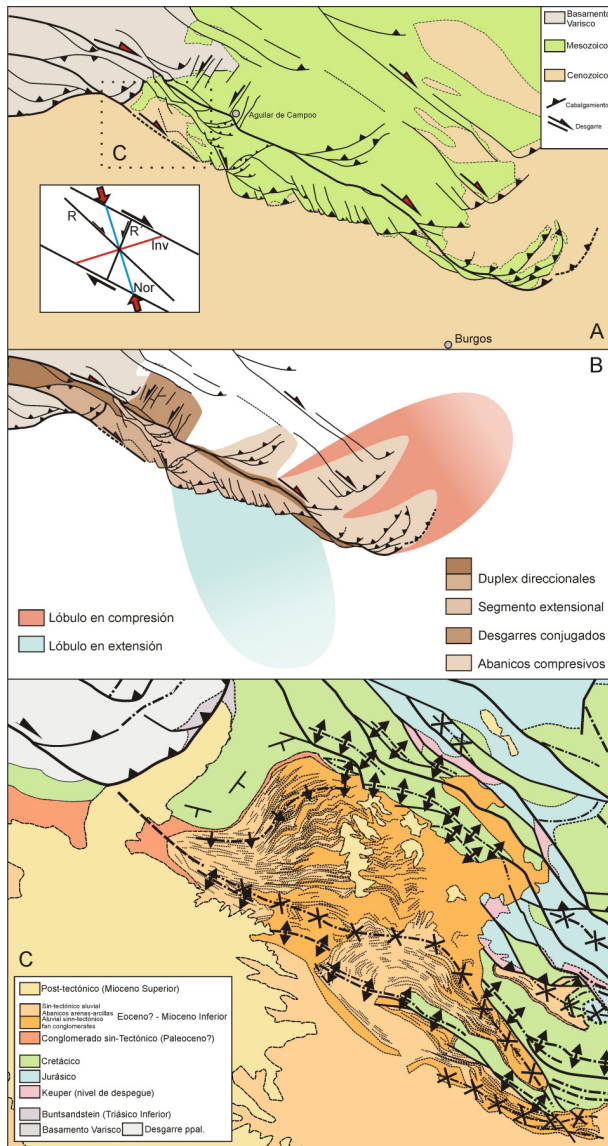 Basamento
Varisco
Mesozoico
Cenozoico
Cabalgamiento
Desgarre
Aguilar de Campoo
C
R
R´
Inv
Nor
A
Burgos
B
Duplex direccionales
Lóbulo en compresión
Segmento extensional
Lóbulo en extensión
Desgarres conjugados
Abanicos compresivos
C
Post-tectónico (Mioceno Superior)
Sin-tectónico aluvial
Abanicos arenas-arcillas
Eoceno? - Mioceno Inferior
Aluvial sinn-tectónico
fan conglomerates
Conglomerado sin-Tectónico (Paleoceno?)
Cretácico
Jurásico
Keuper (nivel de despegue)
Buntsandstein (Triásico Inferior)
Basamento Varisco
Desgarre ppal.